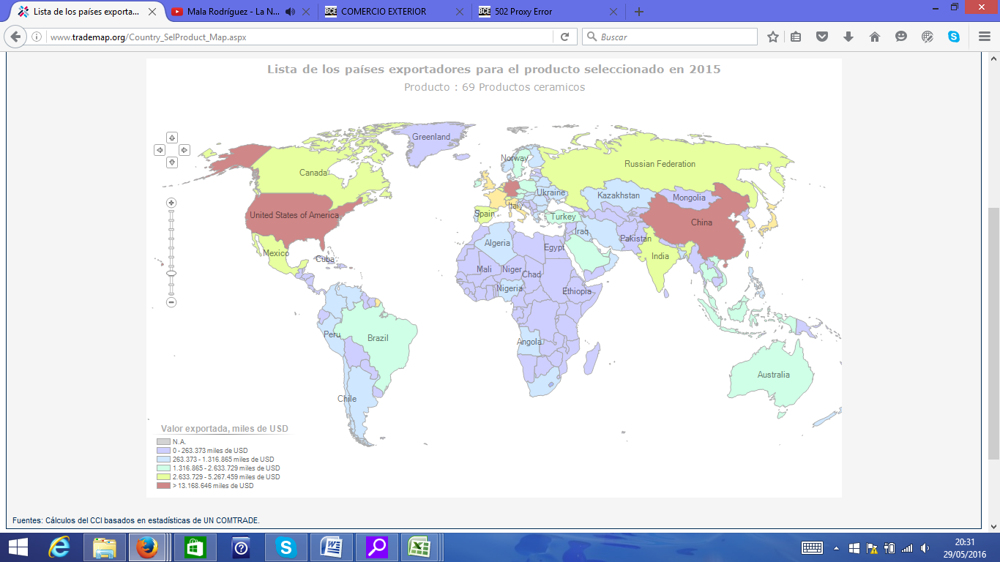 Lista de los países exporta...
Mala Rodríguez - La N...
BCE COMERCIO EXTERIOR
BCE 502 Proxy Error
www.trademap.org/Country_SelProduct_Map.aspx
Buscar
Lista de los países exportadores para el producto seleccionado en 2015
Producto : 69 Productos ceramicos
Greenland
Norway
Canada
Russian Federation
Ukraine
Kazakhstan
Mongolia
Italy
Spain
Turkey
United States of America
China
Iraq
Pakistan
Algeria
Egypt
Mexico
Cuba
India
Mali
Niger
Chad
Nigeria
Ethiopia
Peru
Brazil
Angola
Australia
Chile
Valor exportada, miles de USD
N.A.
0 - 263.373 miles de USD
263.373 - 1.316.865 miles de USD
1.316.865 - 2.633.729 miles de USD
2.633.729 - 5.267.459 miles de USD
> 13.168.646 miles de USD
Fuentes: Cálculos del CCI basados en estadísticas de UN COMTRADE.
20:31
29/05/2016